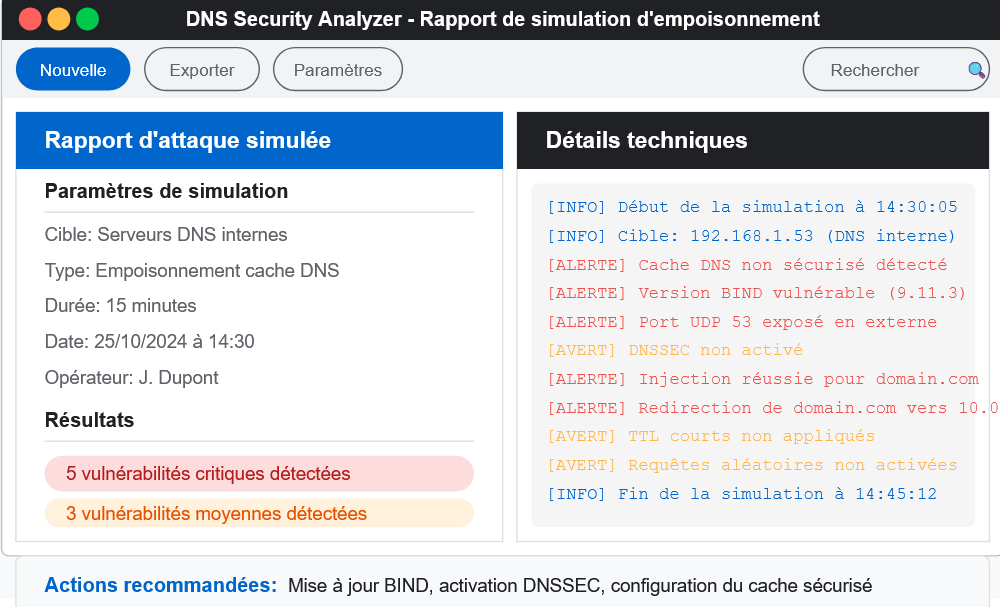 DNS Security Analyzer - Rapport de simulation d'empoisonnement
Nouvelle
Exporter
Paramètres
Rechercher
Rapport d'attaque simulée
Paramètres de simulation
Cible: Serveurs DNS internes
Type: Empoisonnement cache DNS
Durée: 15 minutes
Date: 25/10/2024 à 14:30
Opérateur: J. Dupont
Résultats
5 vulnérabilités critiques détectées
3 vulnérabilités moyennes détectées
Détails techniques
[INFO] Début de la simulation à 14:30:05
[INFO] Cible: 192.168.1.53 (DNS interne)
[ALERTE] Cache DNS non sécurisé détecté
[ALERTE] Version BIND vulnérable (9.11.3)
[ALERTE] Port UDP 53 exposé en externe
[AVERT] DNSSEC non activé
[ALERTE] Injection réussie pour domain.com
[ALERTE] Redirection de domain.com vers 10.0
[AVERT] TTL courts non appliqués
[AVERT] Requêtes aléatoires non activées
[INFO] Fin de la simulation à 14:45:12
Actions recommandées: Mise à jour BIND, activation DNSSEC, configuration du cache sécurisé